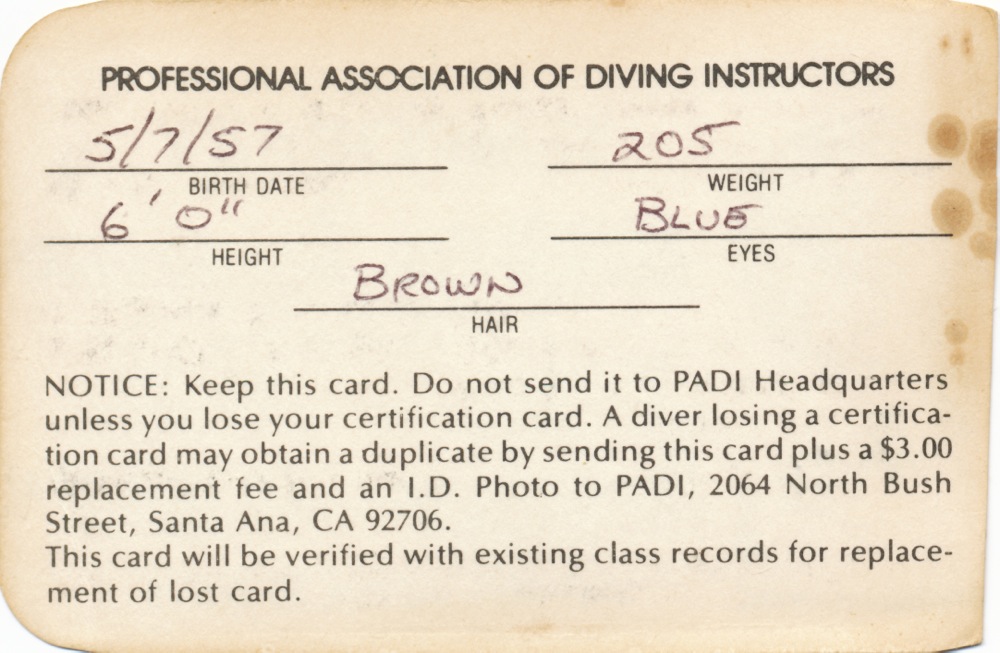 PROFESSIONAL ASSOCIATION OF DIVING INSTRUCTORS
5/7/57 205
BIRTH DATE WEIGHT
6' 0" BLUE
HEIGHT EYES
BROWN
HAIR
NOTICE: Keep this card. Do not send it to PADI Headquarters
unless you lose your certification card. A diver losing a certifica-
tion card may obtain a duplicate by sending this card plus a $3.00
replacement fee and an I.D. Photo to PADI, 2064 North Bush
Street, Santa Ana, CA 92706.
This card will be verified with existing class records for replace-
ment of lost card.